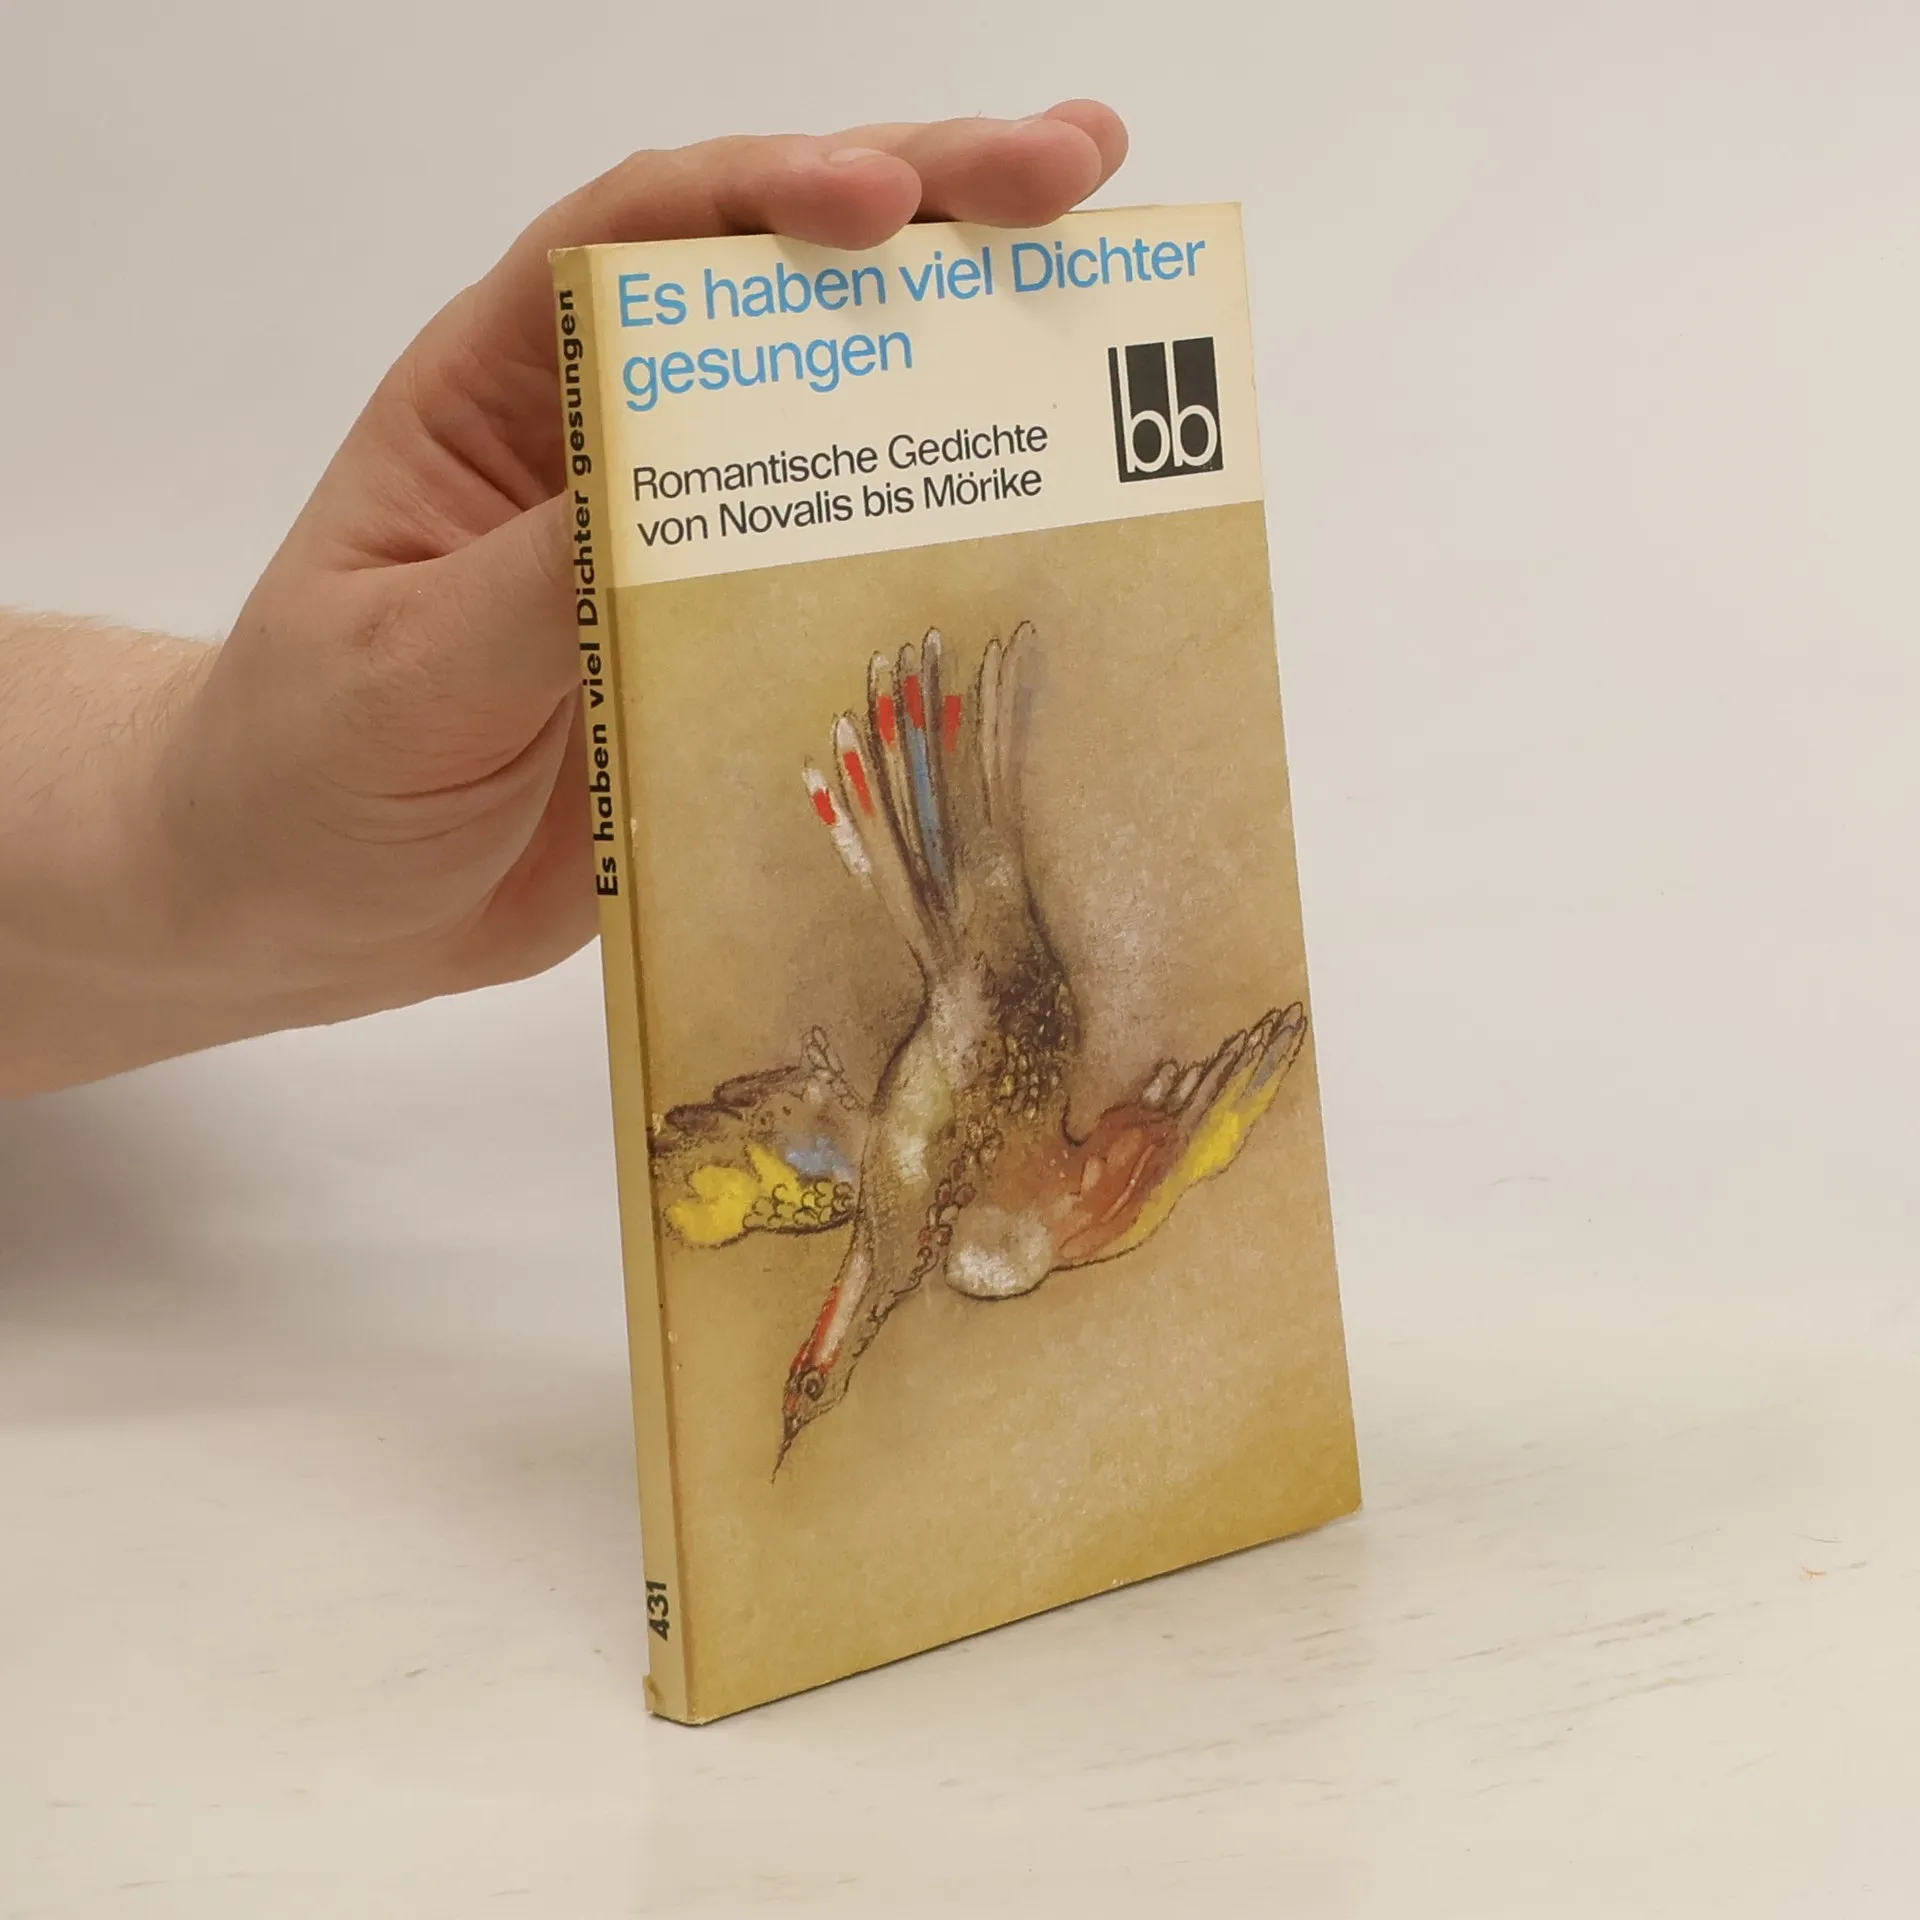 Es haben viel Dichter
gesungen
bb
Romantische Gedichte
von Novalis bis Mörike
Es haben viel Dichter gesungen
431